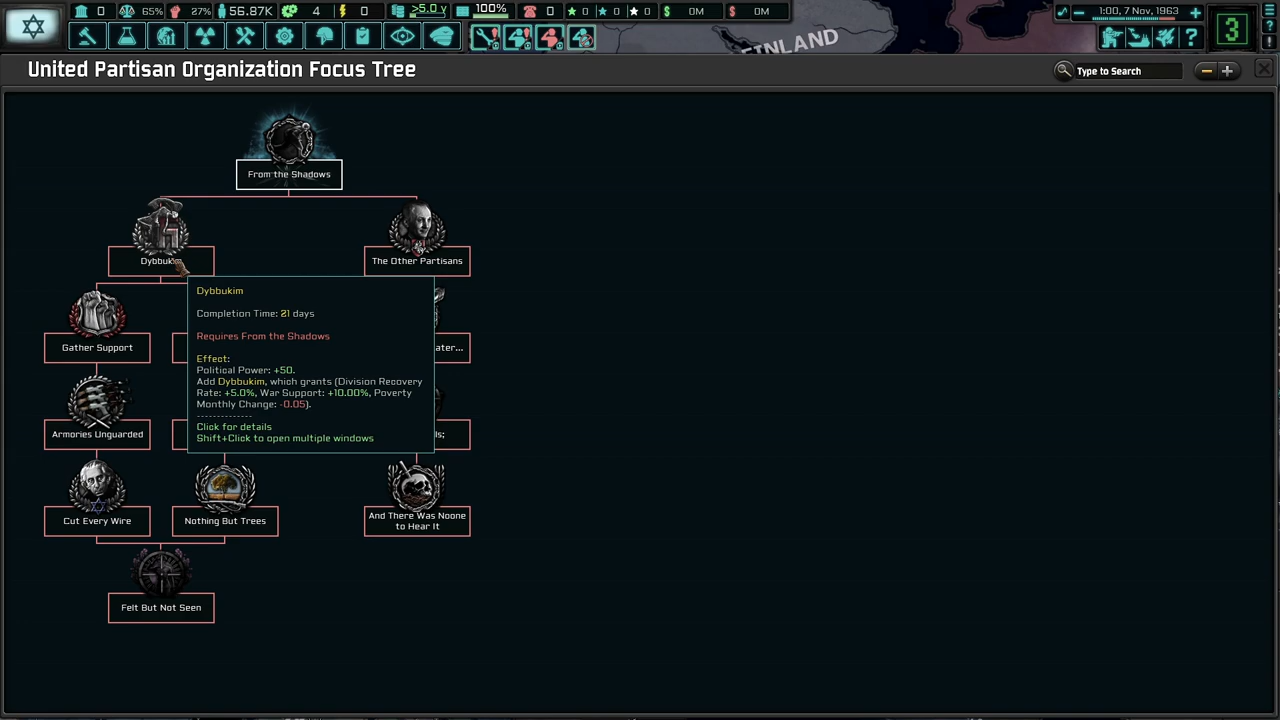 0 65% 27% 56.87K 4 0 >5.0 y 100% 0 0 0 0 $ 0M $ 0M
1:00, 7 Nov, 1963
3
FINLAND
United Partisan Organization Focus Tree
Type to Search
From the Shadows
Dybbukim
The Other Partisans
Dybbukim
Completion Time: 21 days
Requires From the Shadows
Effect:
Political Power: +50.
Add Dybbukim, which grants (Division Recovery
Rate: +5.0%, War Support: +10.00%, Poverty
Monthly Change: -0.05).
--------------
Click for details
Shift+Click to open multiple windows
Gather Support
ater...
Armories Unguarded
ls;
Cut Every Wire
Nothing But Trees
And There Was Noone
to Hear It
Felt But Not Seen